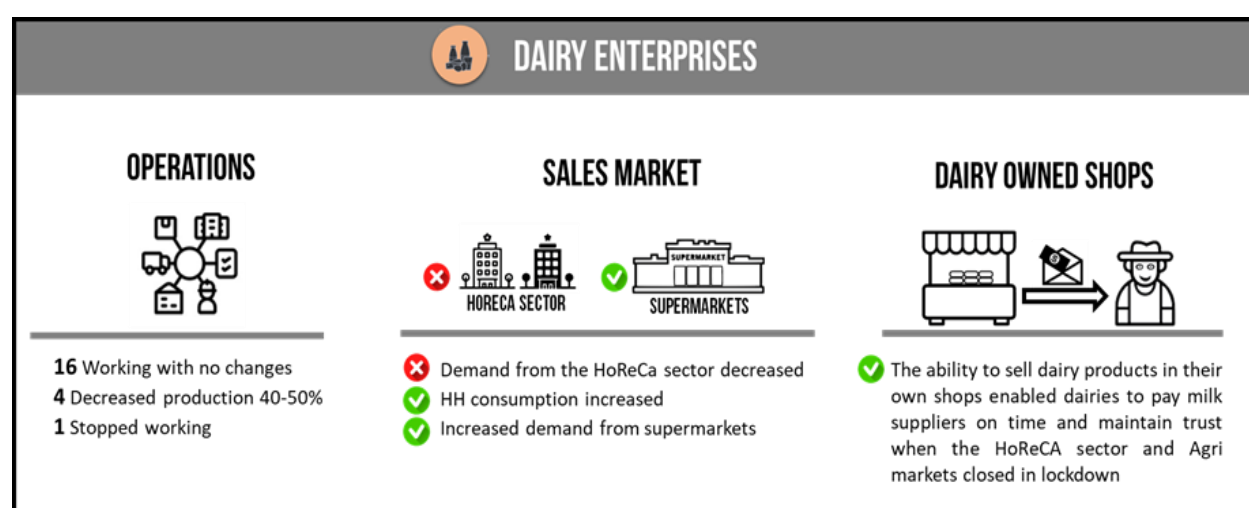 DAIRY ENTERPRISES
OPERATIONS
16 Working with no changes
4 Decreased production 40-50%
1 Stopped working
SALES MARKET
SUPERMARKET
HORECA SECTOR
SUPERMARKETS
Demand from the HoReCa sector decreased
HH consumption increased
Increased demand from supermarkets
DAIRY OWNED SHOPS
$
The ability to sell dairy products in their
own shops enabled dairies to pay milk
suppliers on time and maintain trust
when the HoReCA sector and Agri
markets closed in lockdown